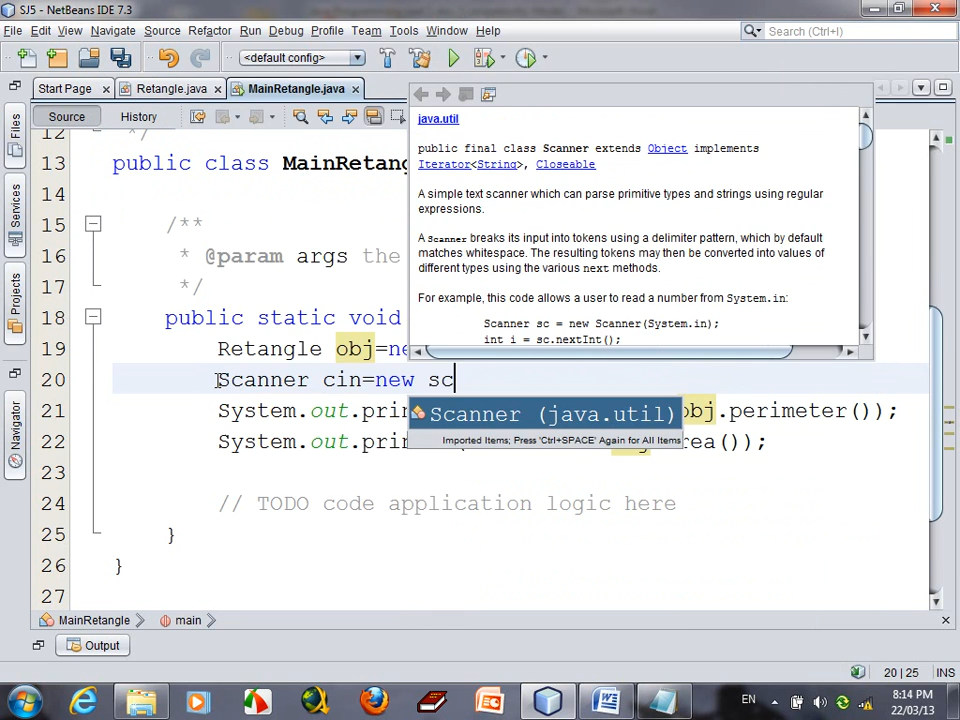 SJ5 - NetBeans IDE 7.3
File Edit View Navigate Source Refactor Run Debug Profile Team Tools Window Help
Search (Ctrl+I)
<default config>
Start Page
Retangle.java
MainRetangle.java
Source
History
Files
Services
Projects
Navigator
12 */
13 public class MainRetang
14
15 /**
16 * @param args the
17 */
18 public static void
19 Retangle obj=ne
20 Scanner cin=new sc
21 System.out.prin obj.perimeter());
22 System.out.prin rea());
23
24 // TODO code application logic here
25 }
26 }
27
java.util
public final class Scanner extends Object implements
Iterator<String>, Closeable
A simple text scanner which can parse primitive types and strings using regular
expressions.
A Scanner breaks its input into tokens using a delimiter pattern, which by default
matches whitespace. The resulting tokens may then be converted into values of
different types using the various next methods.
For example, this code allows a user to read a number from System.in:
Scanner sc = new Scanner(System.in);
int i = sc.nextInt();
Scanner (java.util)
Imported Items; Press 'Ctrl+SPACE' Again for All Items
MainRetangle
main
Output
20 | 25 INS
EN
8:14 PM
22/03/13